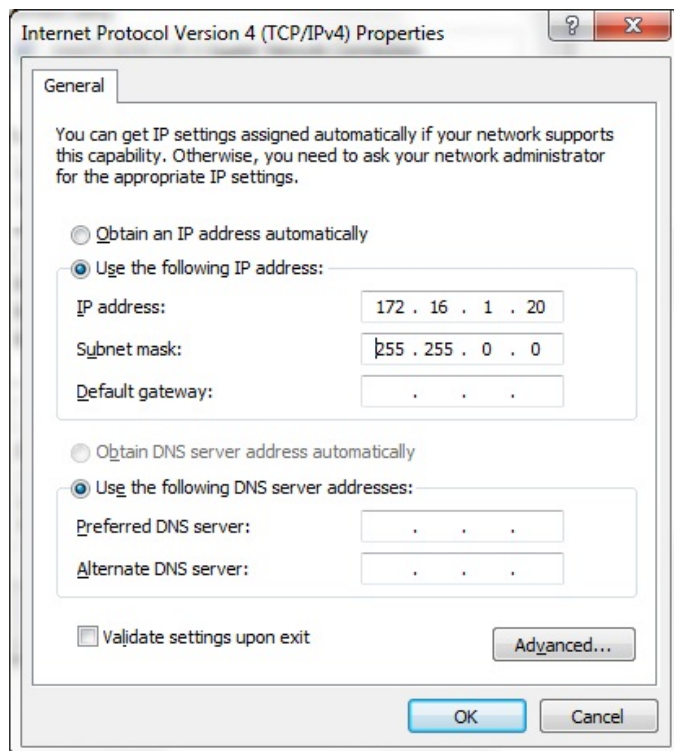 Internet Protocol Version 4 (TCP/IPv4) Properties
General
You can get IP settings assigned automatically if your network supports
this capability. Otherwise, you need to ask your network administrator
for the appropriate IP settings.
Obtain an IP address automatically
Use the following IP address:
IP address: 172 . 16 . 1 . 20
Subnet mask: 255 . 255 . 0 . 0
Default gateway: . . .
Obtain DNS server address automatically
Use the following DNS server addresses:
Preferred DNS server: . . .
Alternate DNS server: . . .
Validate settings upon exit
Advanced...
OK Cancel